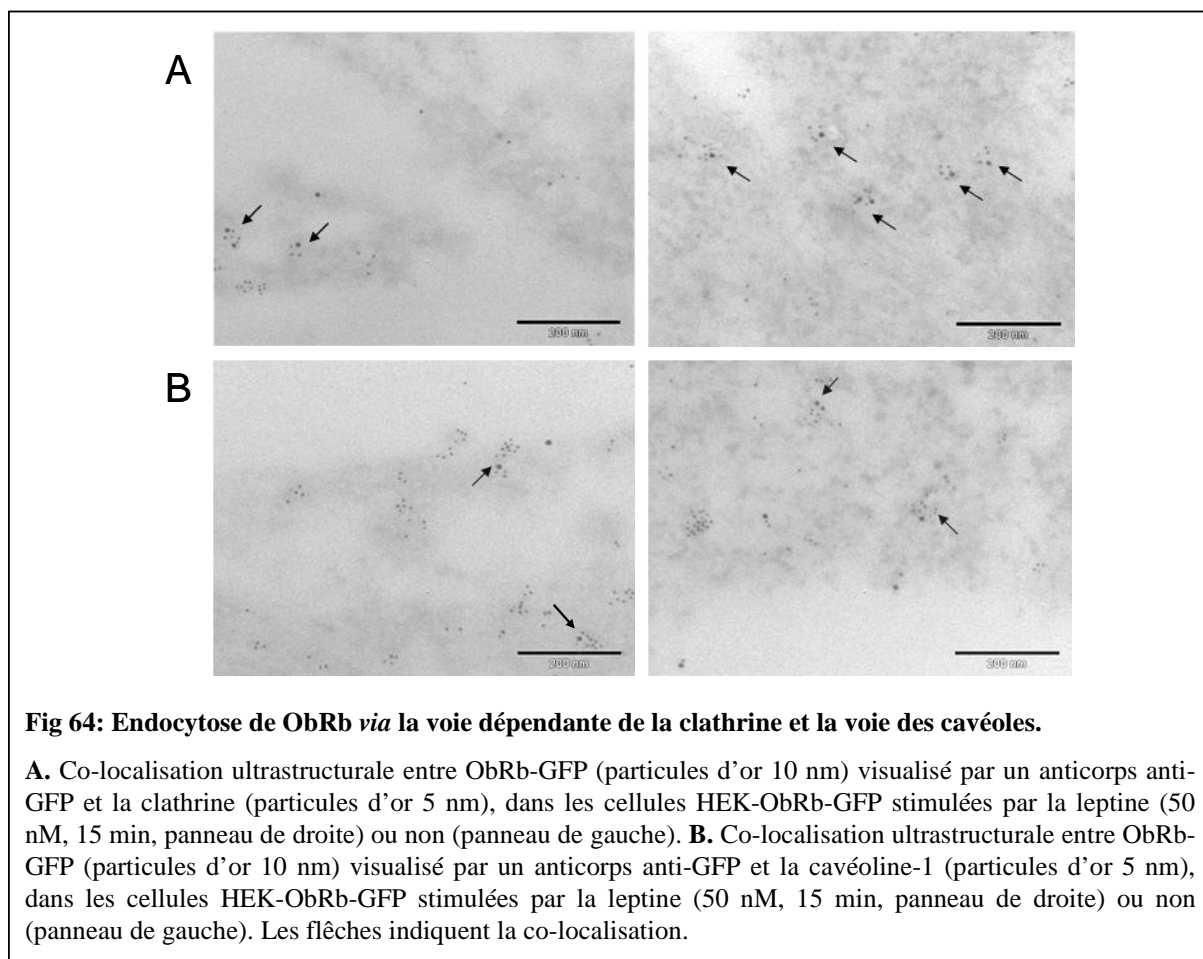 A
200 nm
200 nm
B
200 nm
200 nm
Fig 64: Endocytose de ObRb via la voie dépendante de la clathrine et la voie des cavéoles.
A. Co-localisation ultrastructurale entre ObRb-GFP (particules d'or 10 nm) visualisé par un anticorps anti-
GFP et la clathrine (particules d'or 5 nm), dans les cellules HEK-ObRb-GFP stimulées par la leptine (50
nM, 15 min, panneau de droite) ou non (panneau de gauche). B. Co-localisation ultrastructurale entre ObRb-
GFP (particules d'or 10 nm) visualisé par un anticorps anti-GFP et la cavéoline-1 (particules d'or 5 nm),
dans les cellules HEK-ObRb-GFP stimulées par la leptine (50 nM, 15 min, panneau de droite) ou non
(panneau de gauche). Les flêches indiquent la co-localisation.